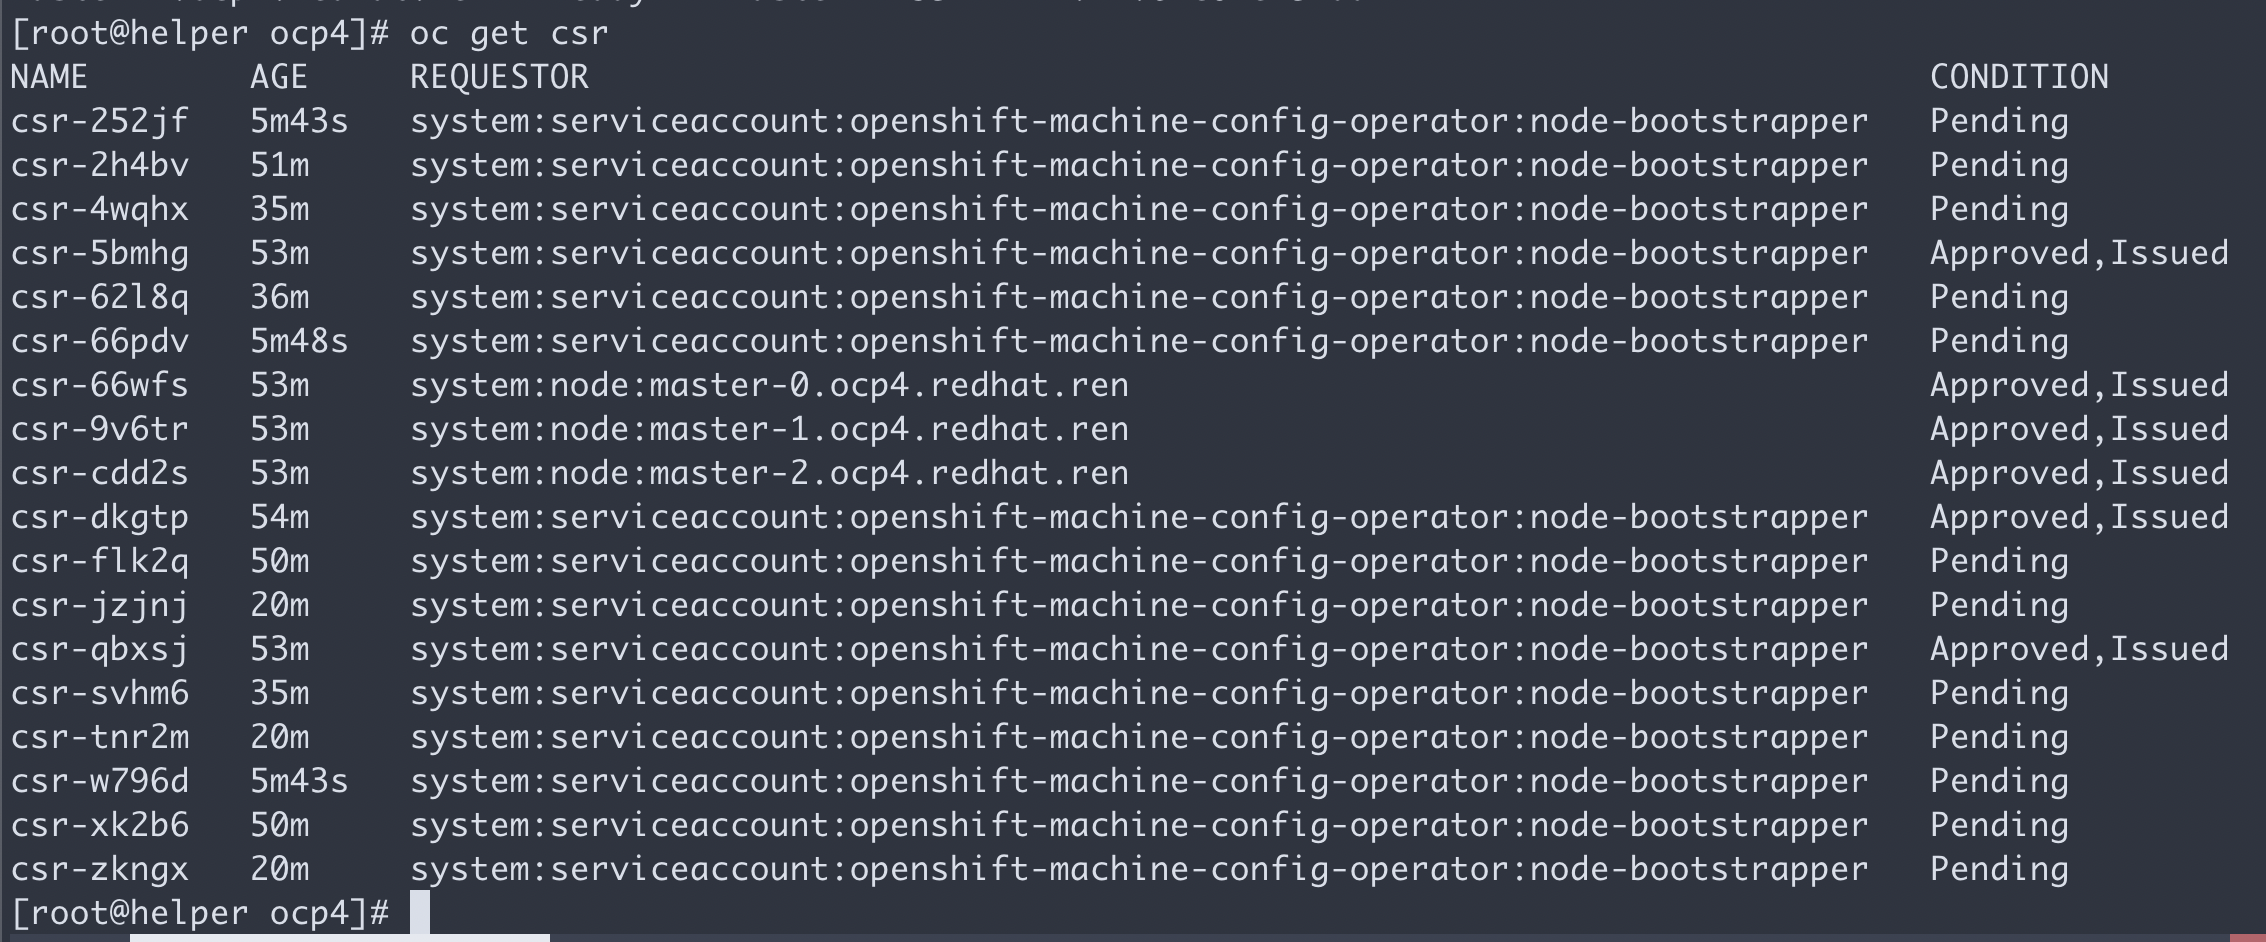 [root@helper ocp4]# oc get csr
NAME        AGE     REQUESTOR                                                                   CONDITION
csr-252jf   5m43s   system:serviceaccount:openshift-machine-config-operator:node-bootstrapper   Pending
csr-2h4bv   51m     system:serviceaccount:openshift-machine-config-operator:node-bootstrapper   Pending
csr-4wqhx   35m     system:serviceaccount:openshift-machine-config-operator:node-bootstrapper   Pending
csr-5bmhg   53m     system:serviceaccount:openshift-machine-config-operator:node-bootstrapper   Approved,Issued
csr-62l8q   36m     system:serviceaccount:openshift-machine-config-operator:node-bootstrapper   Pending
csr-66pdv   5m48s   system:serviceaccount:openshift-machine-config-operator:node-bootstrapper   Pending
csr-66wfs   53m     system:node:master-0.ocp4.redhat.ren                                        Approved,Issued
csr-9v6tr   53m     system:node:master-1.ocp4.redhat.ren                                        Approved,Issued
csr-cdd2s   53m     system:node:master-2.ocp4.redhat.ren                                        Approved,Issued
csr-dkgtp   54m     system:serviceaccount:openshift-machine-config-operator:node-bootstrapper   Approved,Issued
csr-flk2q   50m     system:serviceaccount:openshift-machine-config-operator:node-bootstrapper   Pending
csr-jzjnj   20m     system:serviceaccount:openshift-machine-config-operator:node-bootstrapper   Pending
csr-qbxsj   53m     system:serviceaccount:openshift-machine-config-operator:node-bootstrapper   Approved,Issued
csr-svhm6   35m     system:serviceaccount:openshift-machine-config-operator:node-bootstrapper   Pending
csr-tnr2m   20m     system:serviceaccount:openshift-machine-config-operator:node-bootstrapper   Pending
csr-w796d   5m43s   system:serviceaccount:openshift-machine-config-operator:node-bootstrapper   Pending
csr-xk2b6   50m     system:serviceaccount:openshift-machine-config-operator:node-bootstrapper   Pending
csr-zkngx   20m     system:serviceaccount:openshift-machine-config-operator:node-bootstrapper   Pending
[root@helper ocp4]#